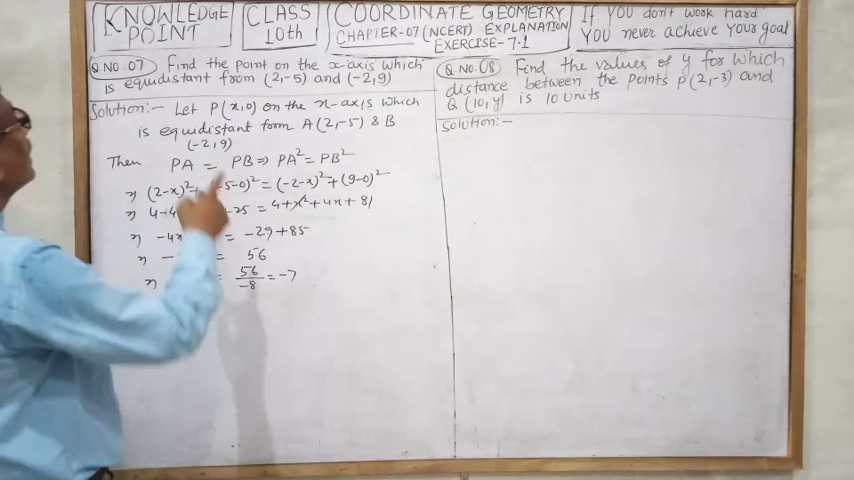 KNOWLEDGE
POINT
CLASS
10th
COORDINATE GEOMETRY
CHAPTER-07 (NCERT) EXPLANATION
EXERCISE-7.1
If YOU don't work hard
YOU never achieve your goal
Q.NO.07 Find the point on the x-axis which
is equidistant from (2,-5) and (-2,9)
Solution:- Let P(x,0) on the x-axis which
is equidistant form A(2,-5) & B
(-2,9)
Then PA = PB => PA² = PB²
=> (2-x)²+ -5-0)² = (-2-x)²+(9-0)²
=> 4-4 +25 = 4+x²+4x+81
=> -4x = -29+85
=> - = 56
=> = 56/-8 = -7
Q.NO.08 Find the values of y for which
distance between the points P(2,-3) and
Q (10,y) is 10 units
Solution:-